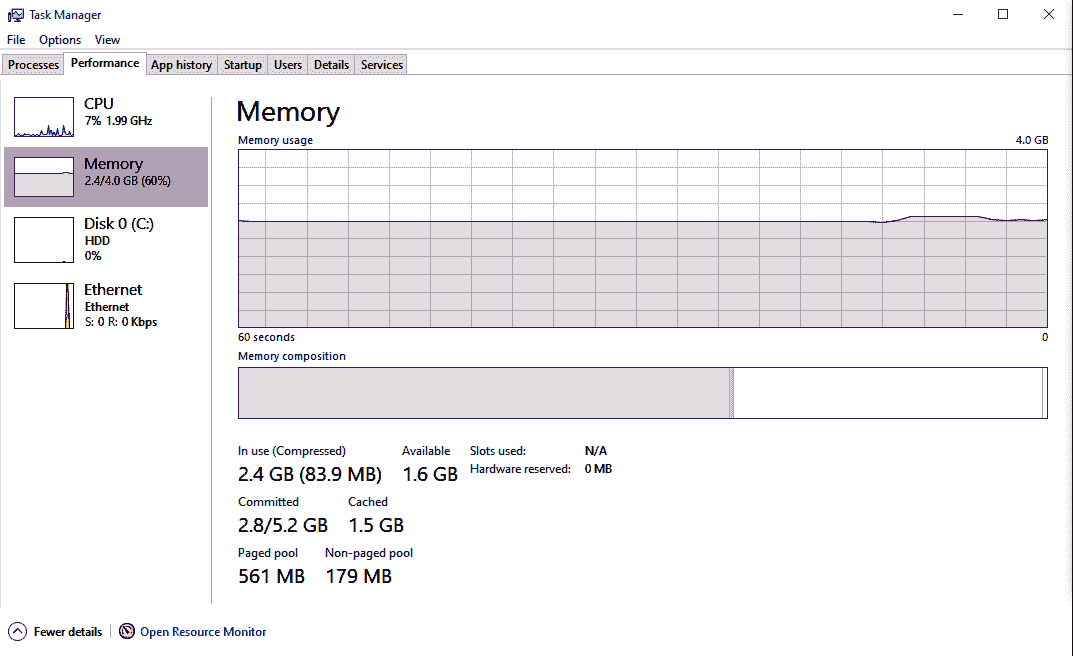 Task Manager
File Options View
Processes Performance App history Startup Users Details Services
CPU
7% 1.99 GHz
Memory
2.4/4.0 GB (60%)
Disk 0 (C:)
HDD
0%
Ethernet
Ethernet
S: 0 R: 0 Kbps
Memory
Memory usage 4.0 GB
60 seconds 0
Memory composition
In use (Compressed) Available Slots used: N/A
2.4 GB (83.9 MB) 1.6 GB Hardware reserved: 0 MB
Committed Cached
2.8/5.2 GB 1.5 GB
Paged pool Non-paged pool
561 MB 179 MB
Fewer details Open Resource Monitor